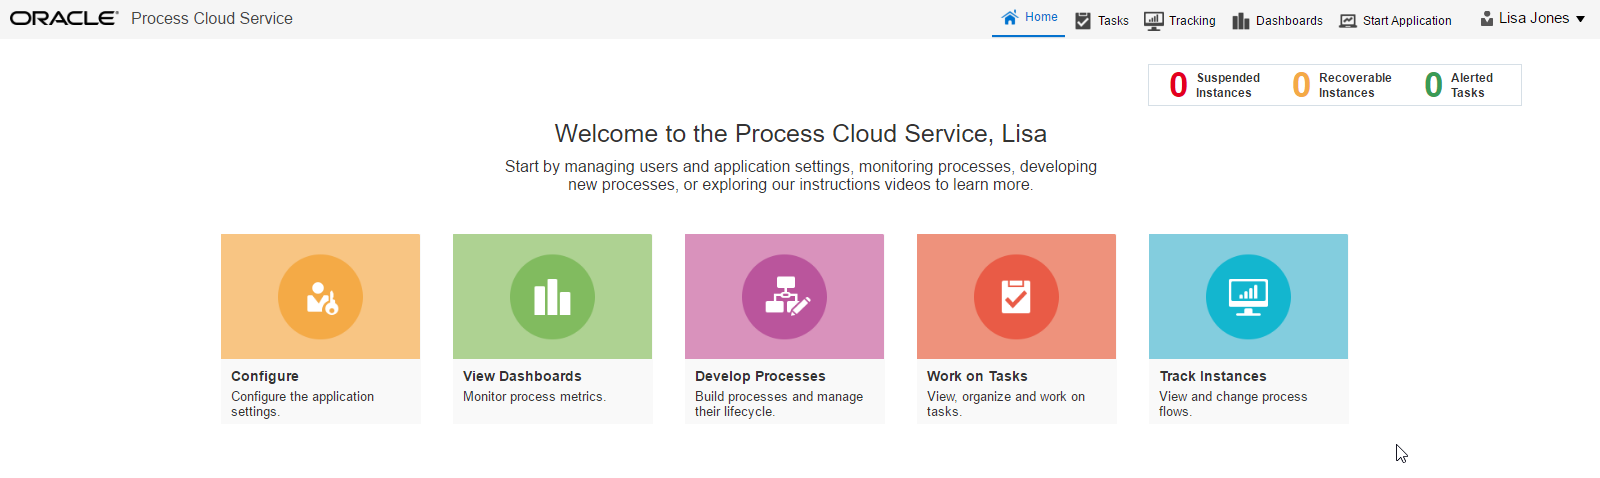 ORACLE® Process Cloud Service Home Tasks Tracking Dashboards Start Application Lisa Jones
0 Suspended Instances 0 Recoverable Instances 0 Alerted Tasks
Welcome to the Process Cloud Service, Lisa
Start by managing users and application settings, monitoring processes, developing
new processes, or exploring our instructions videos to learn more.
Configure
Configure the application
settings.
View Dashboards
Monitor process metrics.
Develop Processes
Build processes and manage
their lifecycle.
Work on Tasks
View, organize and work on
tasks.
Track Instances
View and change process
flows.